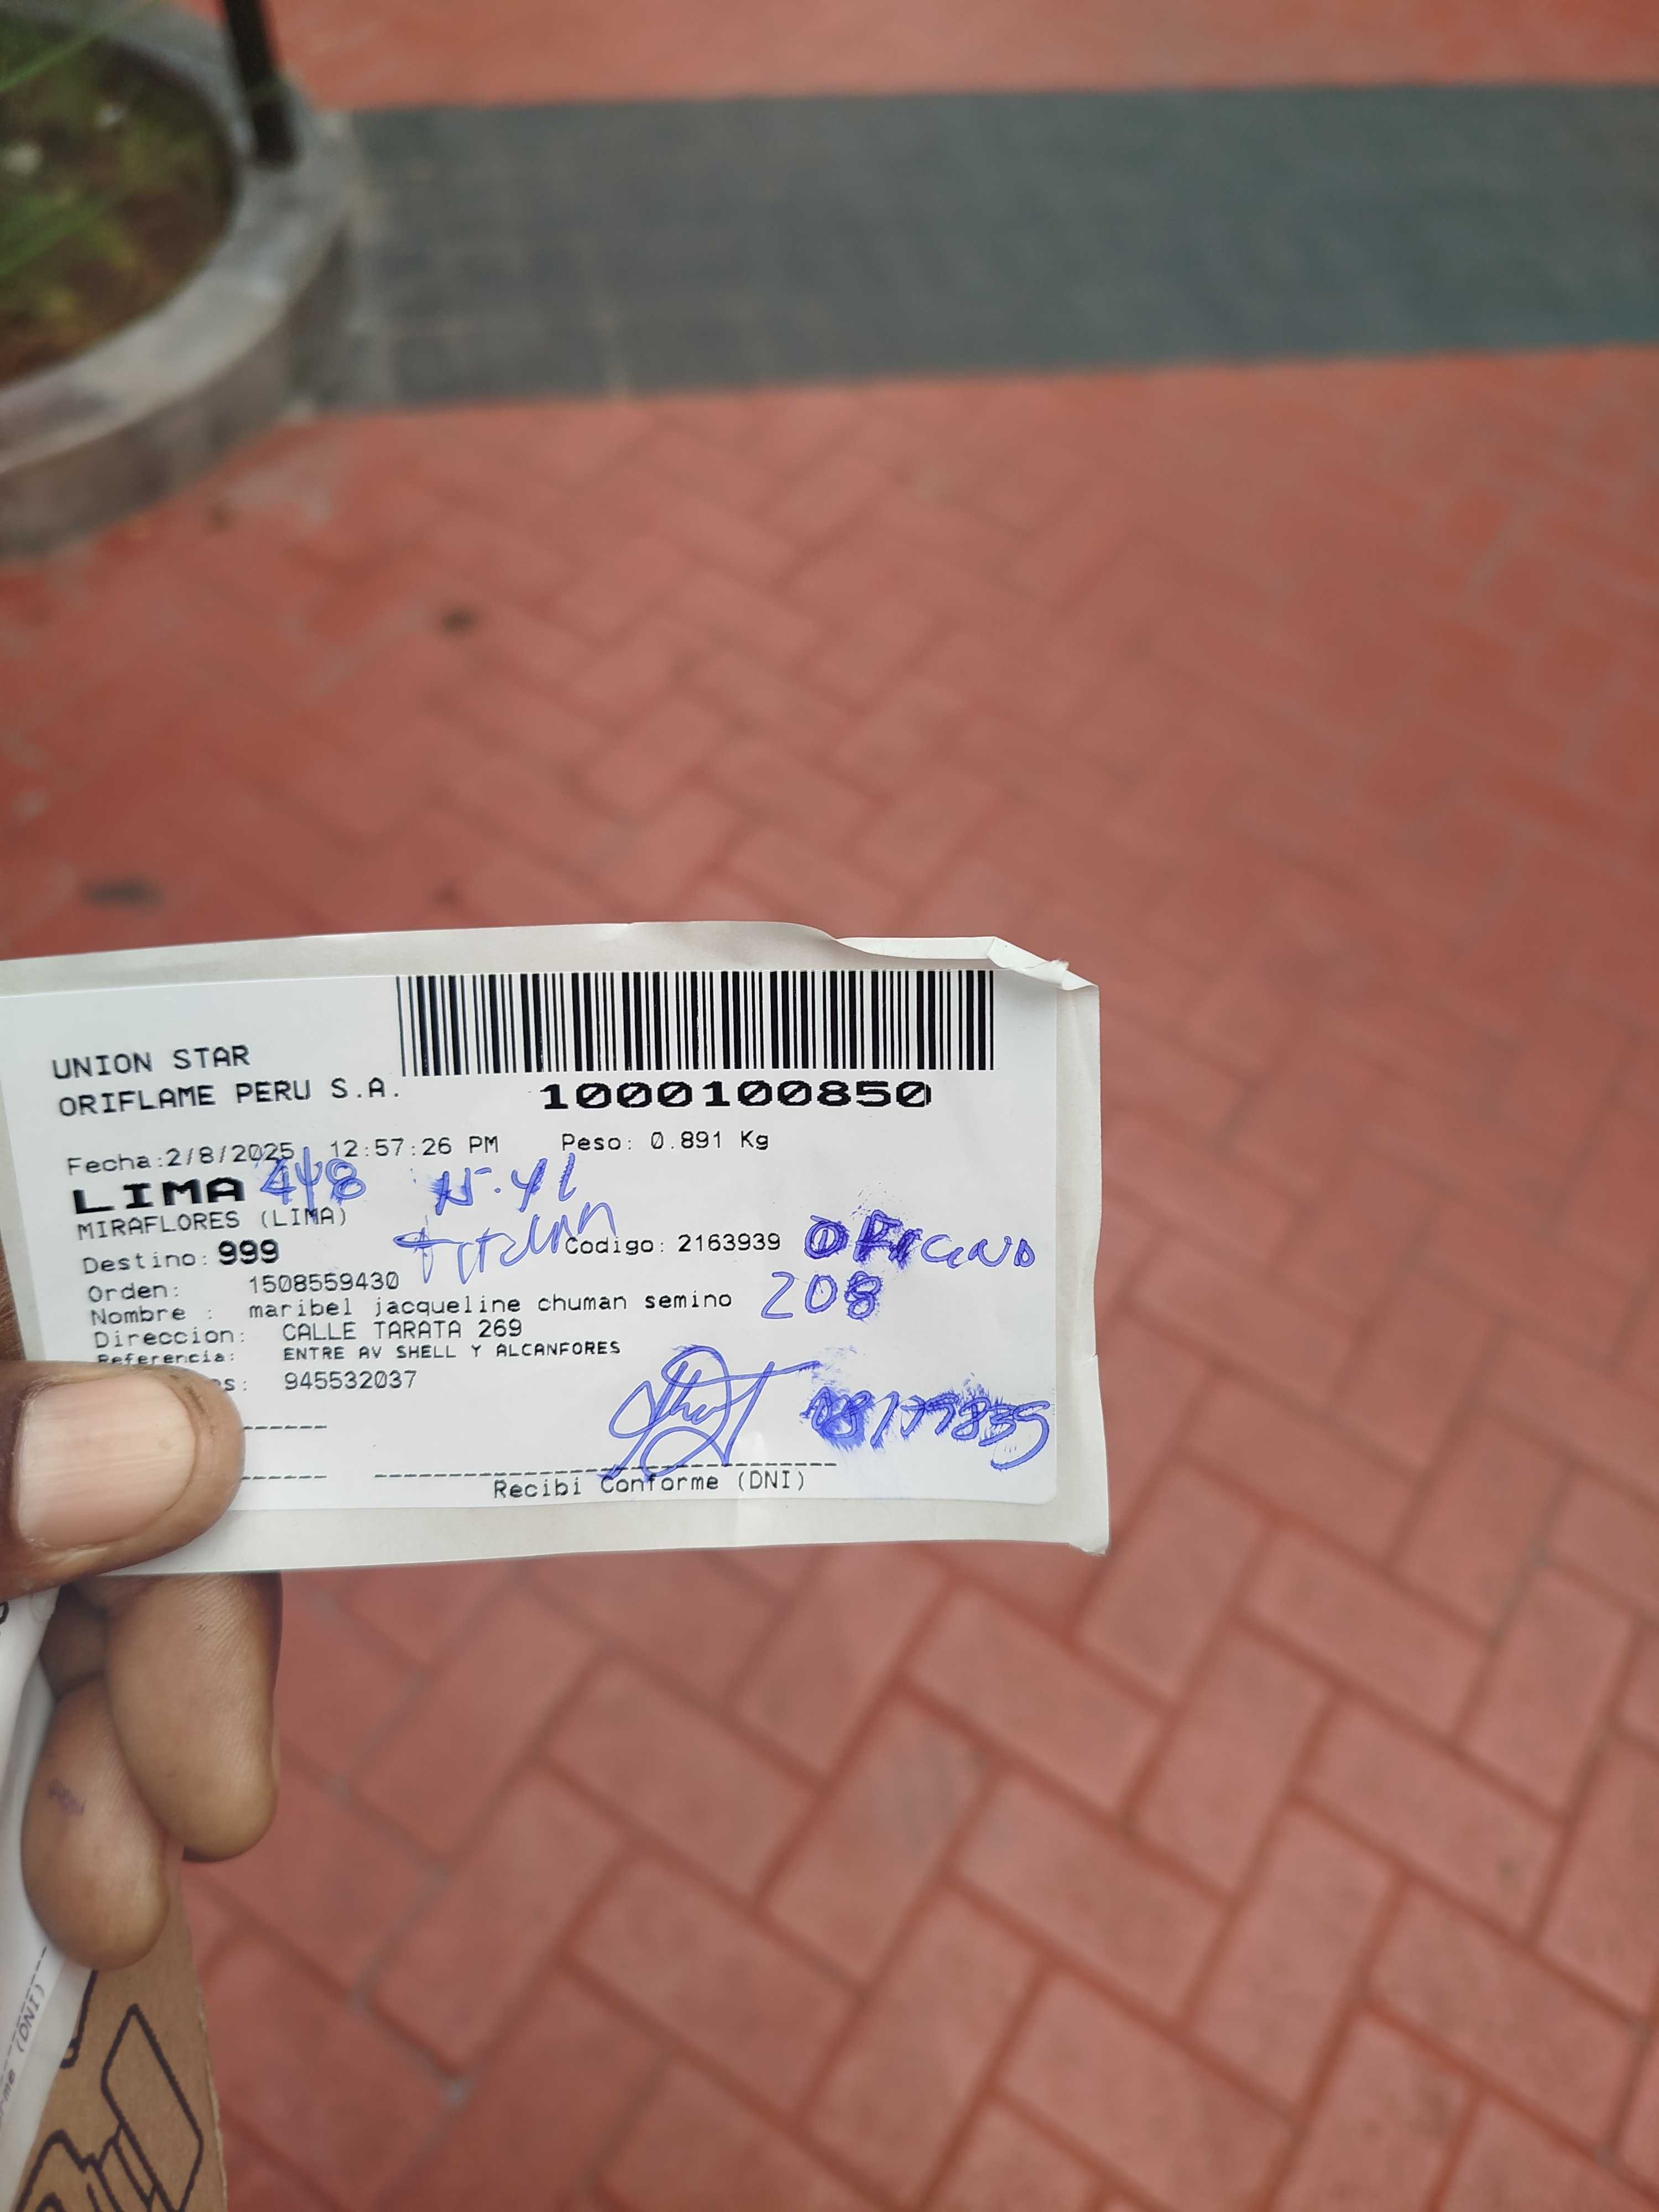 UNION STAR
ORIFLAME PERU S.A.
1000100850
Fecha:2/8/2025 12:57:26 PM Peso: 0.891 Kg
LIMA 448
MIRAFLORES (LIMA)
Destino: 999 Codigo: 2163939 OFICINA
208
Orden: 1508559430
Nombre : maribel jacqueline chuman semino
Direccion: CALLE TARATA 269
Referencia: ENTRE AV SHELL Y ALCANFORES
945532037
Recibi Conforme (DNI)
(DNI)